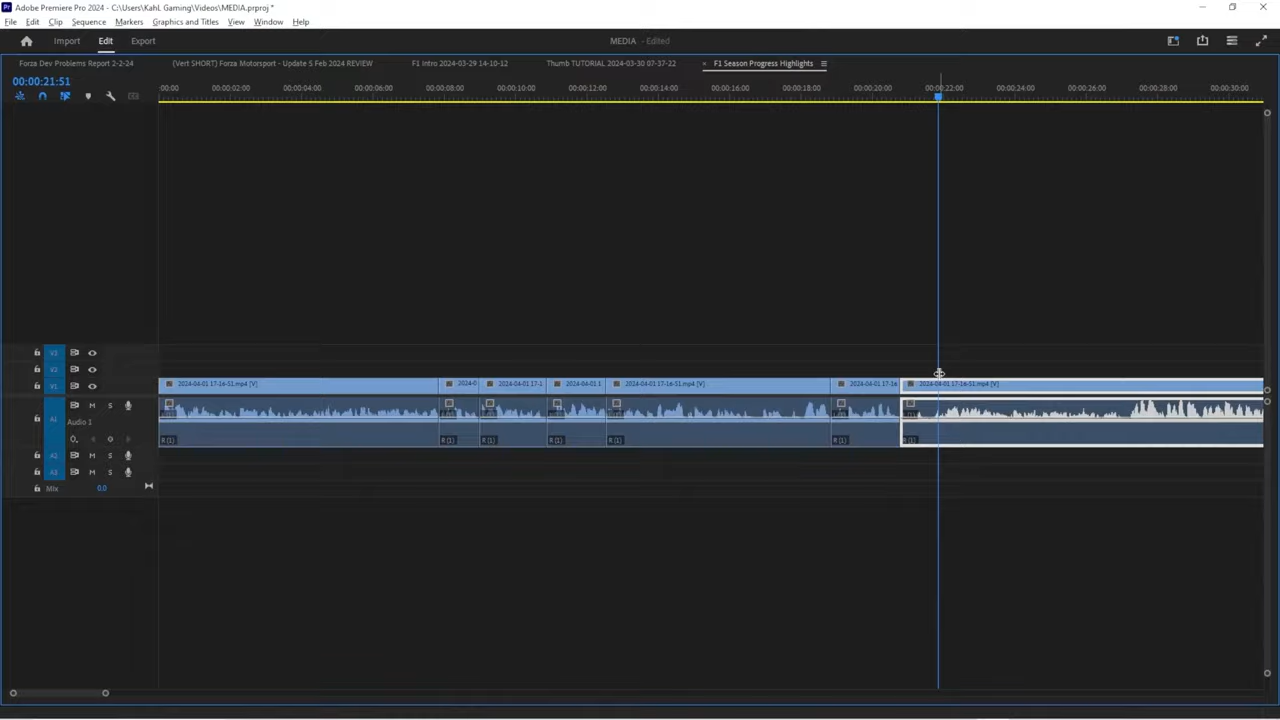 Pr Adobe Premiere Pro 2024 - C:\Users\KahL Gaming\Videos\MEDIA.prproj *
File Edit Clip Sequence Markers Graphics and Titles View Window Help
Import Edit Export MEDIA - Edited
Forza Dev Problems Report 2-2-24 (Vert SHORT) Forza Motorsport - Update 5 Feb 2024 REVIEW F1 Intro 2024-03-29 14-10-12 Thumb TUTORIAL 2024-03-30 07-37-22 × F1 Season Progress Highlights
00:00:21:51
:00:00 00:00:02:00 00:00:04:00 00:00:06:00 00:00:08:00 00:00:10:00 00:00:12:00 00:00:14:00 00:00:16:00 00:00:18:00 00:00:20:00 00:00:22:00 00:00:24:00 00:00:26:00 00:00:28:00 00:00:30:00
V3
V2
V1 2024-04-01 17-16-51.mp4 [V] 2024-0 2024-04-01 17-1 2024-04-01 1 2024-04-01 17-16-51.mp4 [V] 2024-04-01 17-16 2024-04-01 17-16-51.mp4 [V]
M S
A1
Audio 1
R (1) R (1) R (1) R (1) R (1) R (1) R (1)
A2 M S
A3 M S
Mix 0.0